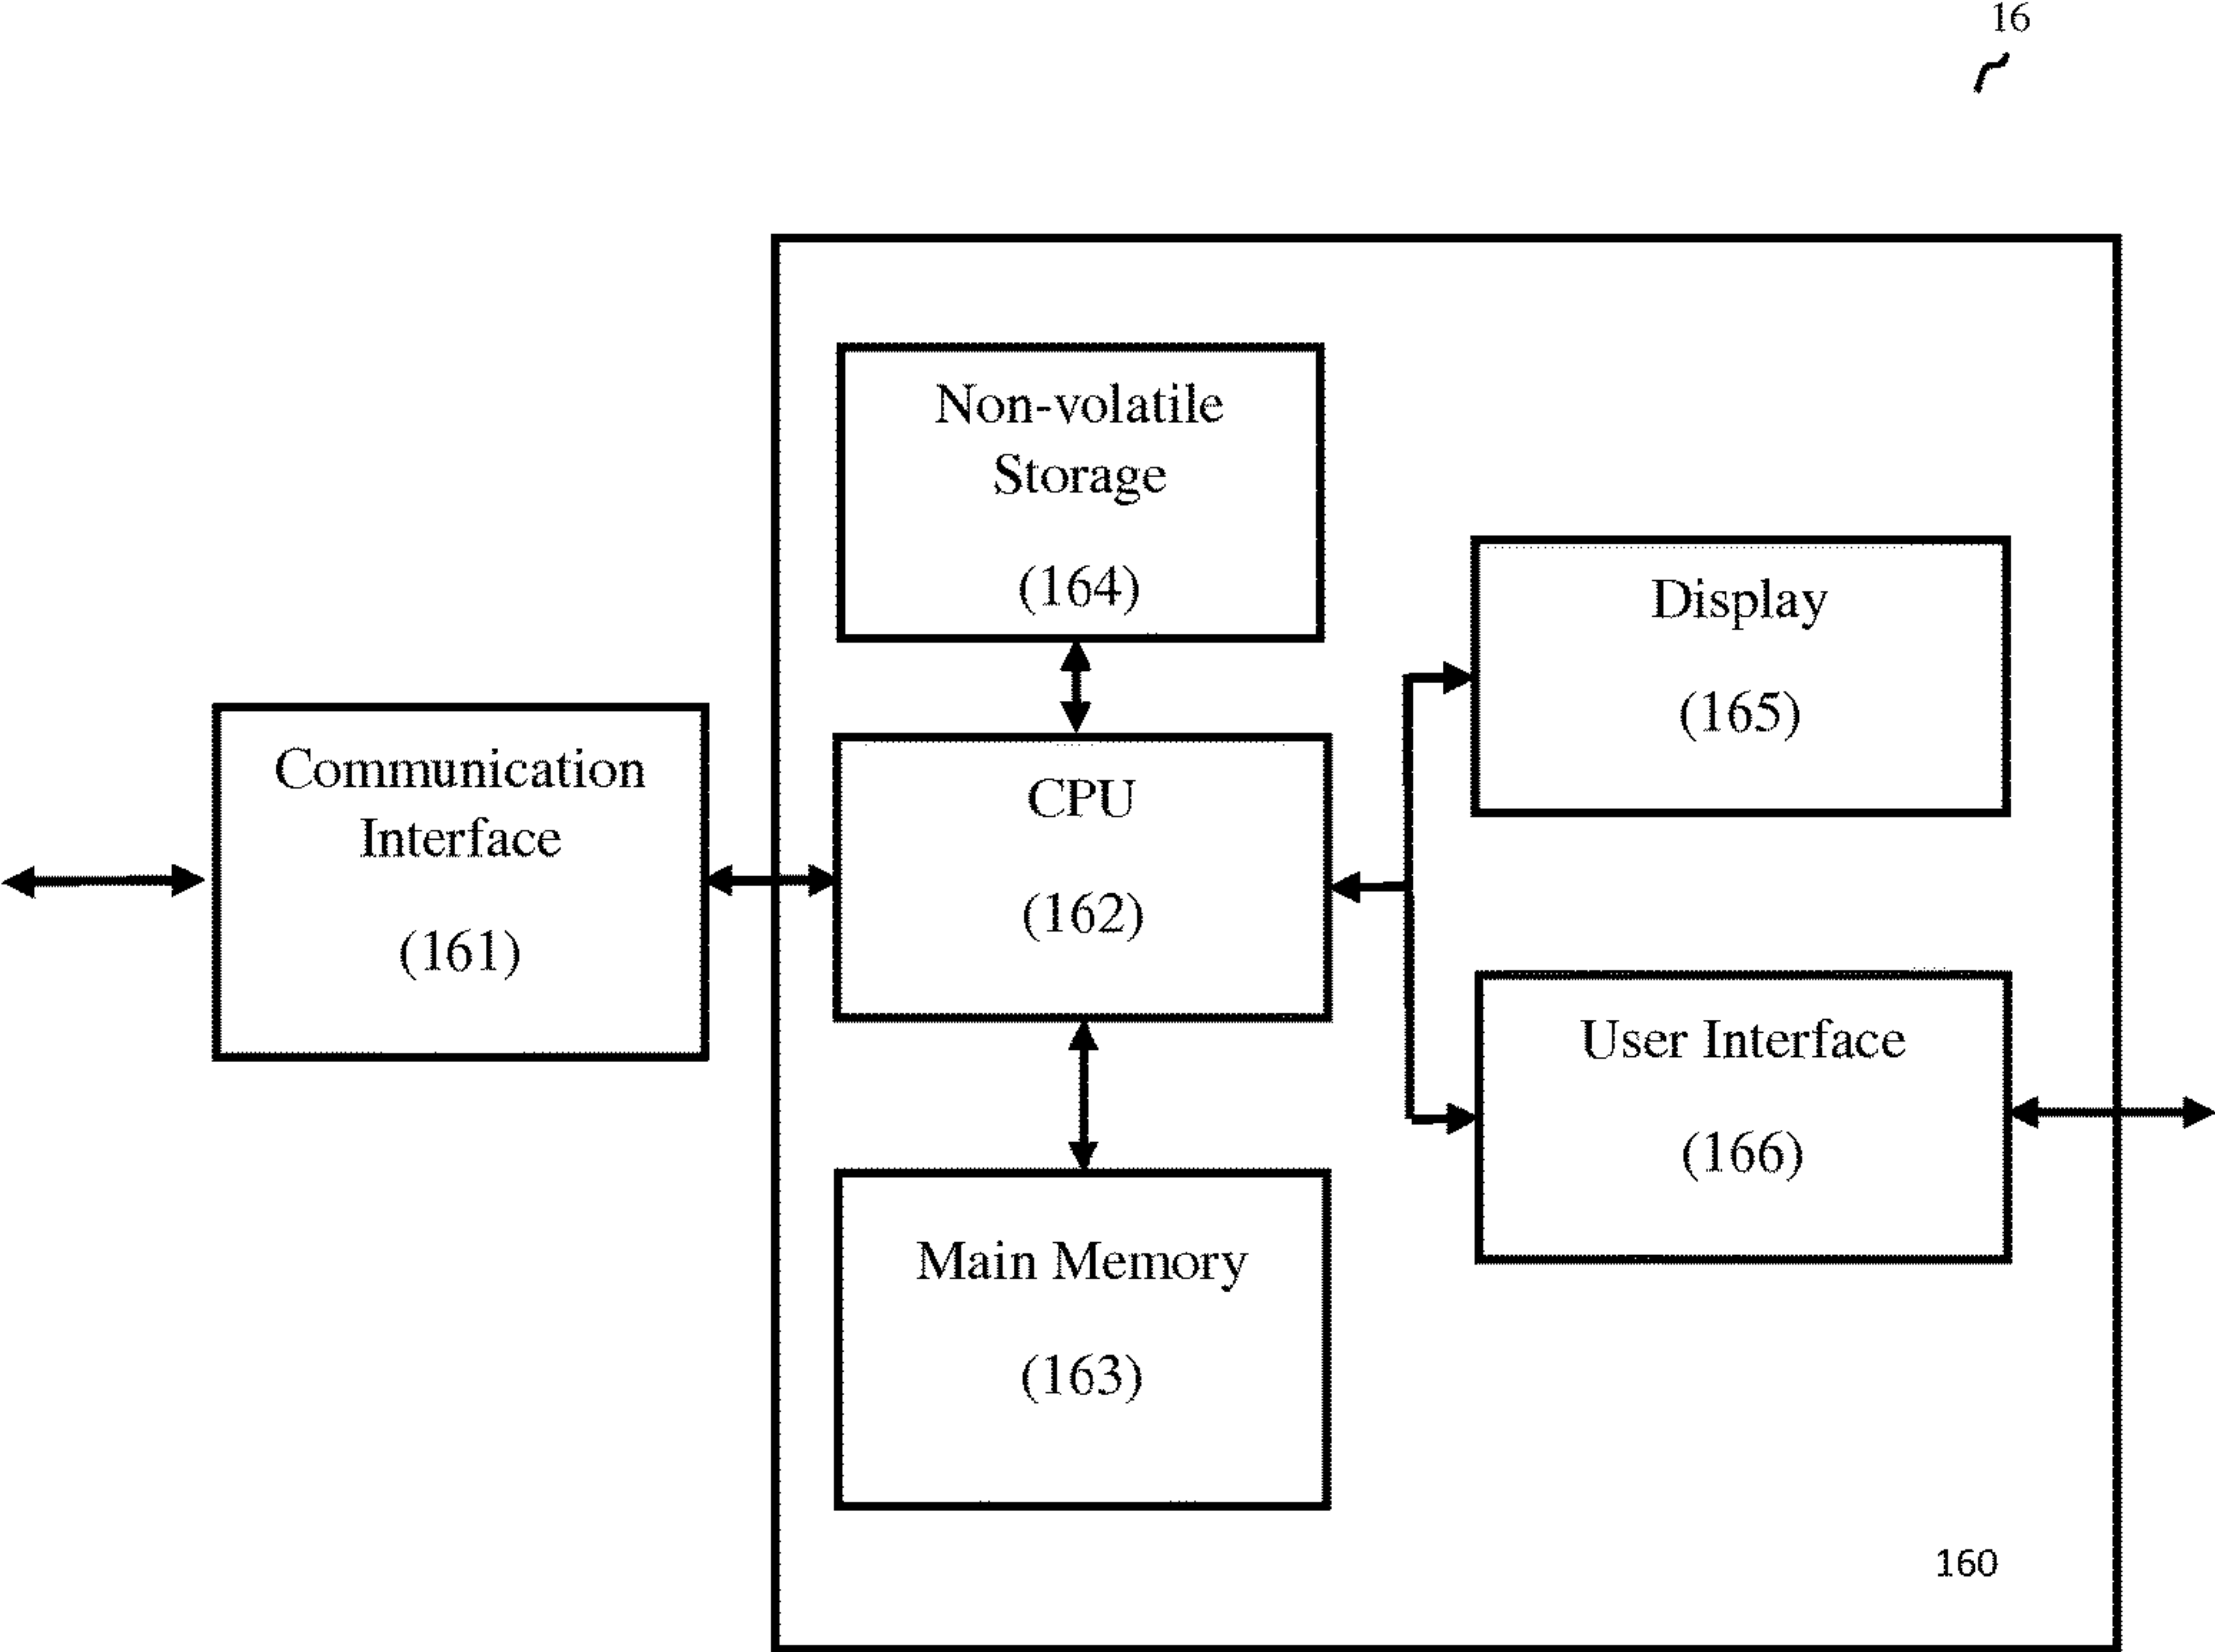 16
Non-volatile
Storage
(164)
Display
(165)
Communication
Interface
(161)
CPU
(162)
User Interface
(166)
Main Memory
(163)
160